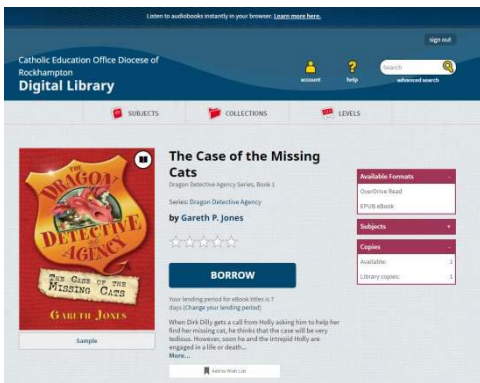 Listen to audiobooks instantly in your browser. Learn more here.
sign out
Catholic Education Office Diocese of
Rockhampton
Digital Library
account
help
Search
advanced search
SUBJECTS
COLLECTIONS
LEVELS
THE
DRAGON
DETECTIVE
AGENCY
THE CASE OF THE
MISSING CATS
GARETH JONES
Sample
The Case of the Missing
Cats
Dragon Detective Agency Series, Book 1
Series: Dragon Detective Agency
by Gareth P. Jones
BORROW
Your lending period for eBook titles is 7
days (Change your lending period)
When Dirk Dilly gets a call from Holly asking him to help her
find her missing cat, he thinks that the case will be very
tedious. However, soon he and the intrepid Holly are
engaged in a life or death...
More...
Add to Wish List
Available Formats -
OverDrive Read
EPUB eBook
Subjects
Copies -
Available: 1
Library copies: 1